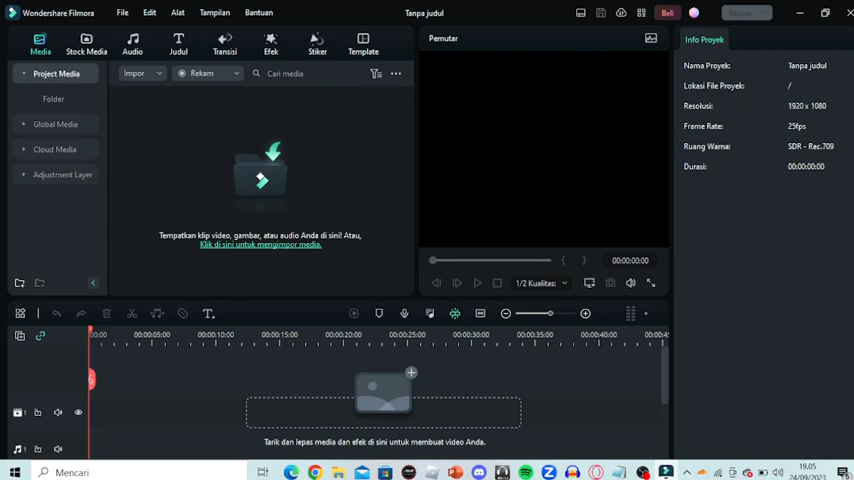 Wondershare Filmora File Edit Alat Tampilan Bantuan Tanpa judul Beli Ekspor
Media Stock Media Audio Judul Transisi Efek Stiker Template
Pemutar
Info Proyek
Project Media
Impor Rekam Cari media
Folder
Global Media
Cloud Media
Adjustment Layer
Tempatkan klip video, gambar, atau audio Anda di sini! Atau,
Klik di sini untuk mengimpor media.
Nama Proyek: Tanpa judul
Lokasi File Proyek: /
Resolusi: 1920 x 1080
Frame Rate: 25fps
Ruang Warna: SDR - Rec.709
Durasi: 00:00:00:00
00:00:00:00
1/2 Kualitas:
00:00 00:00:05:00 00:00:10:00 00:00:15:00 00:00:20:00 00:00:25:00 00:00:30:00 00:00:35:00 00:00:40:00 00:00:45
1
Tarik dan lepas media dan efek di sini untuk membuat video Anda.
1
Mencari
19.05
24/09/2023